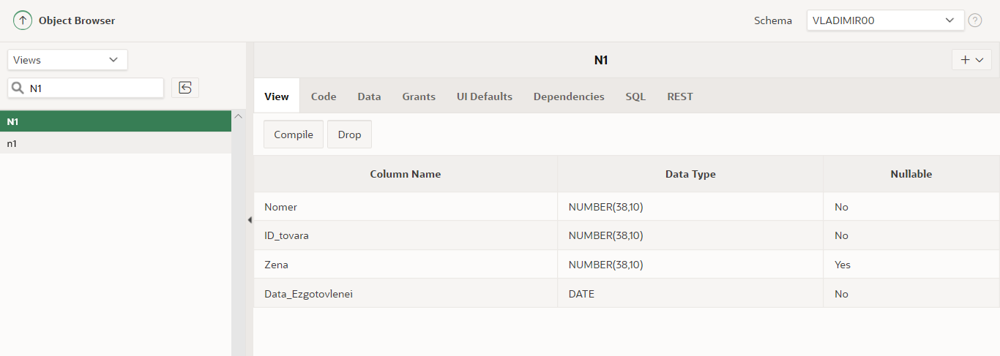 Object Browser
Schema
VLADIMIR00
?
Views
N1
N1
n1
N1
View Code Data Grants UI Defaults Dependencies SQL REST
Compile Drop
Column Name Data Type Nullable
Nomer NUMBER(38,10) No
ID_tovara NUMBER(38,10) No
Zena NUMBER(38,10) Yes
Data_Ezgotovlenei DATE No